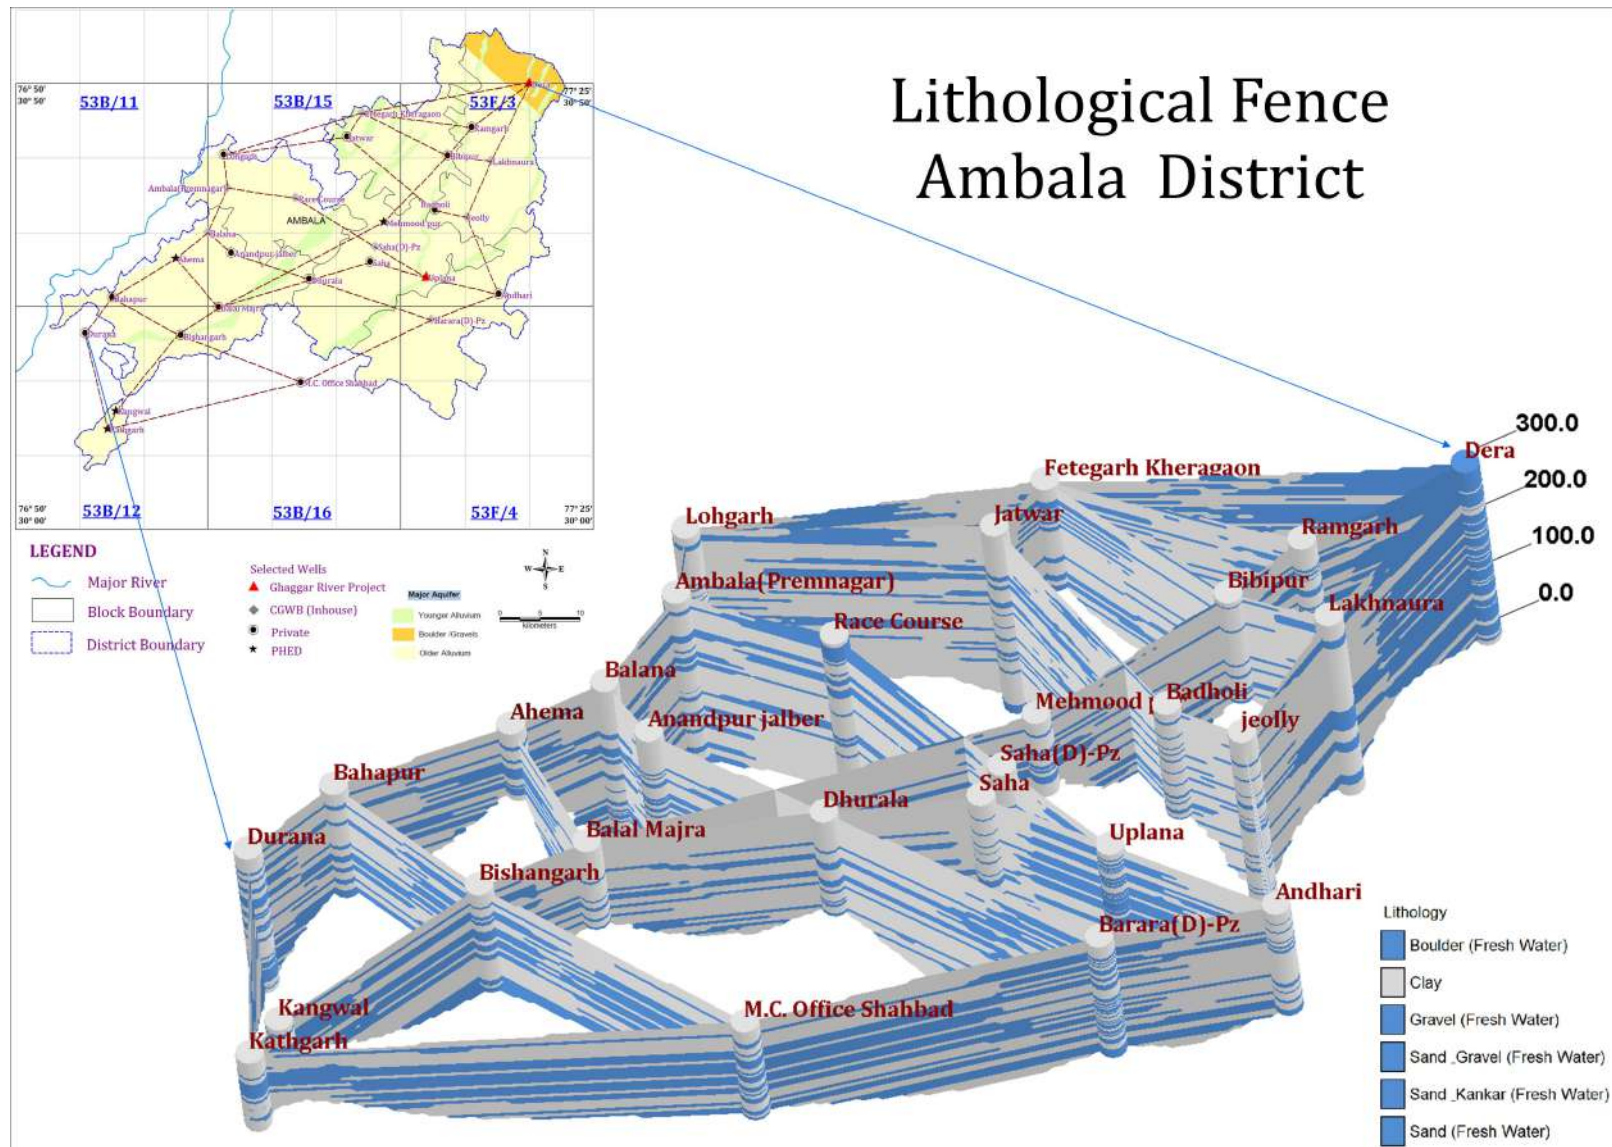 Lithological Fence
Ambala District
76° 50'
30° 50'
53B/11
53B/15
53F/3
77° 25'
30° 50'
Dera
Fetegarh Kheragaon
Ramgarh
Jatwar
Lohgarh
Bibipur
Lakhnaura
Ambala(Premnagar)
Race Course
Badholi
Jeolly
AMBALA
Mehmood pur
Balana
Saha(D)-Pz
Anandpur jalber
Ahema
Saha
Dhurala
Uplana
Andhari
Bahapur
Balal Majra
Barara(D)-Pz
Durana
Bishangarh
M.C. Office Shahbad
Kangwal
Kathgarh
76° 50'
30° 00'
53B/12
53B/16
53F/4
77° 25'
30° 00'
LEGEND
Major River
Block Boundary
District Boundary
Selected Wells
Ghaggar River Project
CGWB (Inhouse)
Private
PHED
N
W
E
S
0 5 10
kilometers
Major Aquifer
Younger Alluvium
Boulder /Gravels
Older Alluvium
300.0
Dera
200.0
100.0
0.0
Fetegarh Kheragaon
Lohgarh
Jatwar
Ramgarh
Ambala(Premnagar)
Bibipur
Lakhnaura
Race Course
Balana
Mehmood
Badholi
Ahema
Anandpur jalber
jeolly
Saha(D)-Pz
Bahapur
Saha
Dhurala
Durana
Balal Majra
Uplana
Bishangarh
Andhari
Barara(D)-Pz
Kangwal
M.C. Office Shahbad
Kathgarh
Lithology
Boulder (Fresh Water)
Clay
Gravel (Fresh Water)
Sand _Gravel (Fresh Water)
Sand _Kankar (Fresh Water)
Sand (Fresh Water)